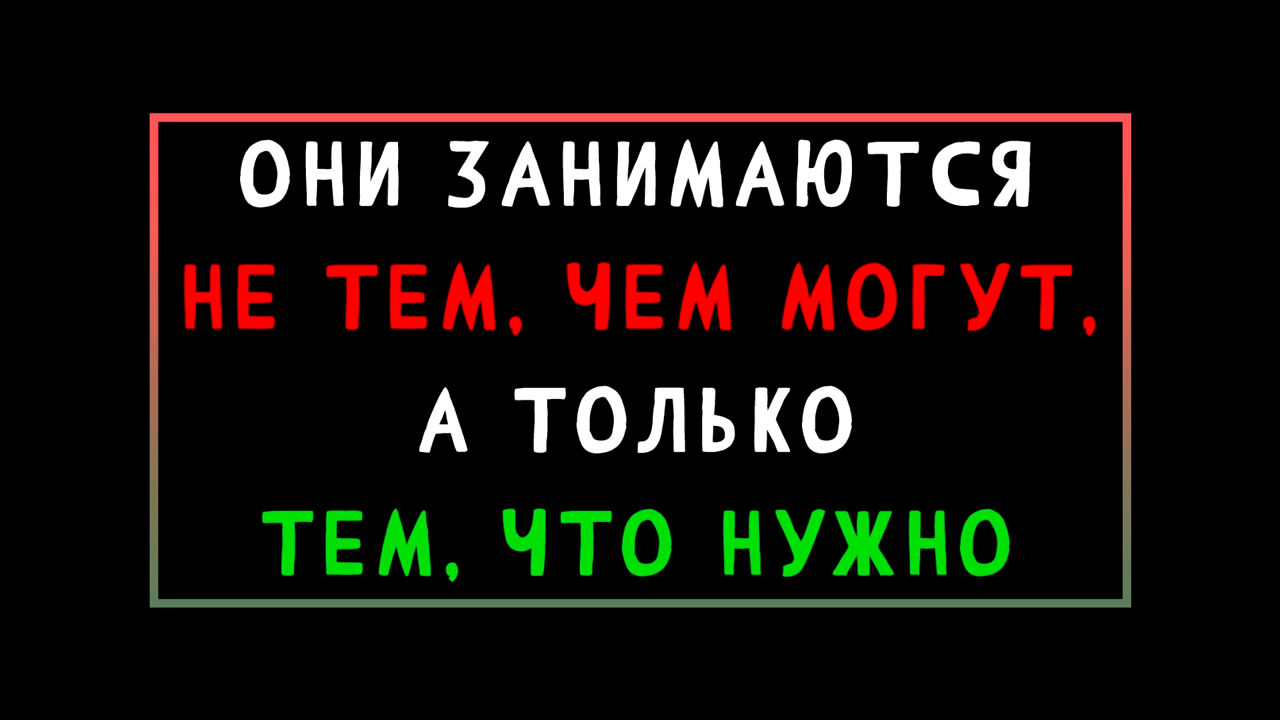 ОНИ ЗАНИМАЮТСЯ
НЕ ТЕМ, ЧЕМ МОГУТ,
А ТОЛЬКО
ТЕМ, ЧТО НУЖНО